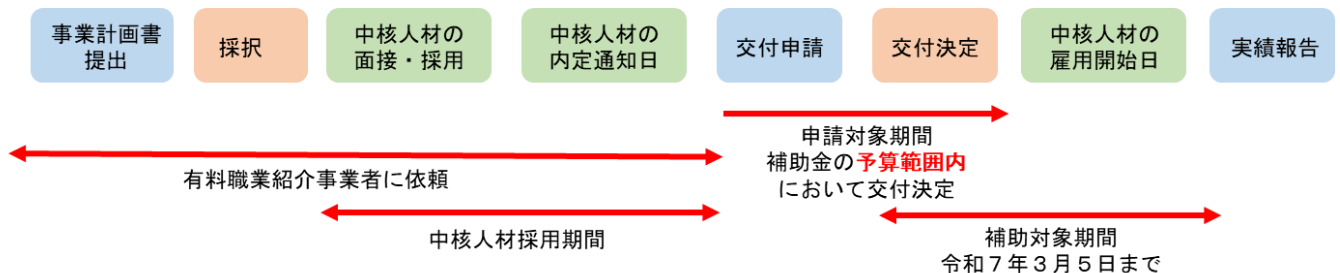 事業計画書
提出
採択
中核人材の
面接・採用
中核人材の
内定通知日
交付申請
交付決定
中核人材の
雇用開始日
実績報告
申請対象期間
補助金の予算範囲内
において交付決定
有料職業紹介事業者に依頼
中核人材採用期間
補助対象期間
令和７年３月５日まで